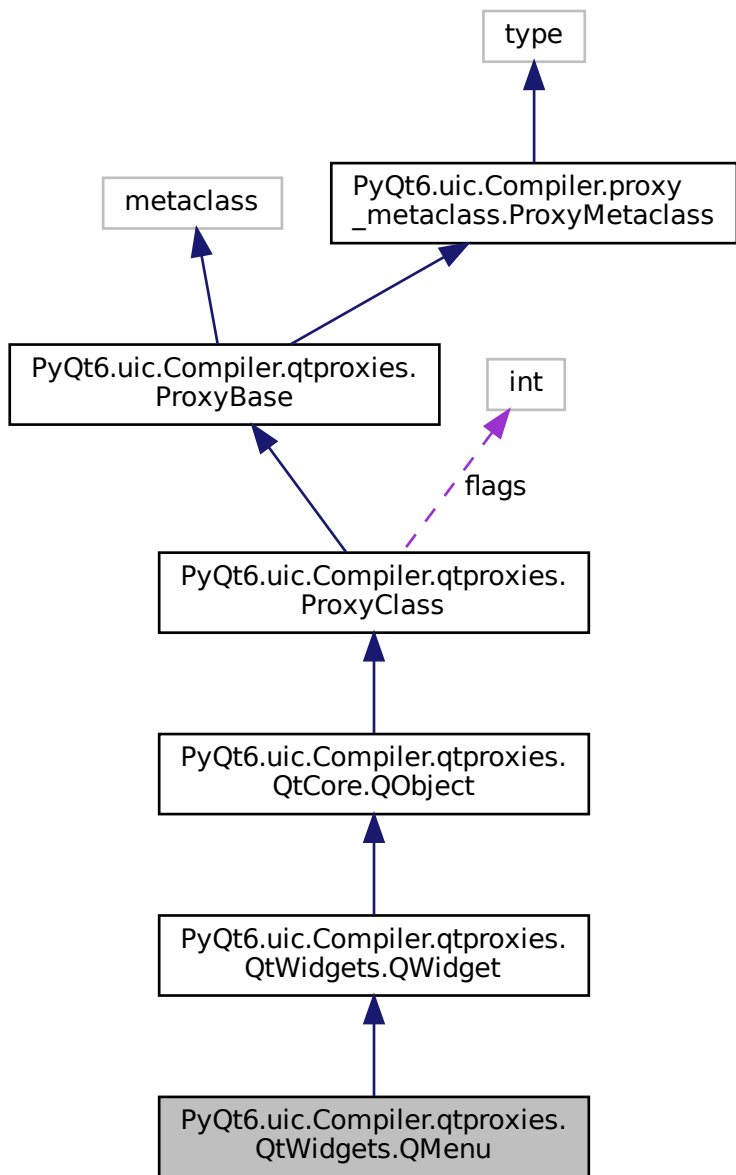 type
PyQt6.uic.Compiler.proxy
_metaclass.ProxyMetaclass
metaclass
PyQt6.uic.Compiler.qtproxies.
ProxyBase
int
flags
PyQt6.uic.Compiler.qtproxies.
ProxyClass
PyQt6.uic.Compiler.qtproxies.
QtCore.QObject
PyQt6.uic.Compiler.qtproxies.
QtWidgets.QWidget
PyQt6.uic.Compiler.qtproxies.
QtWidgets.QMenu